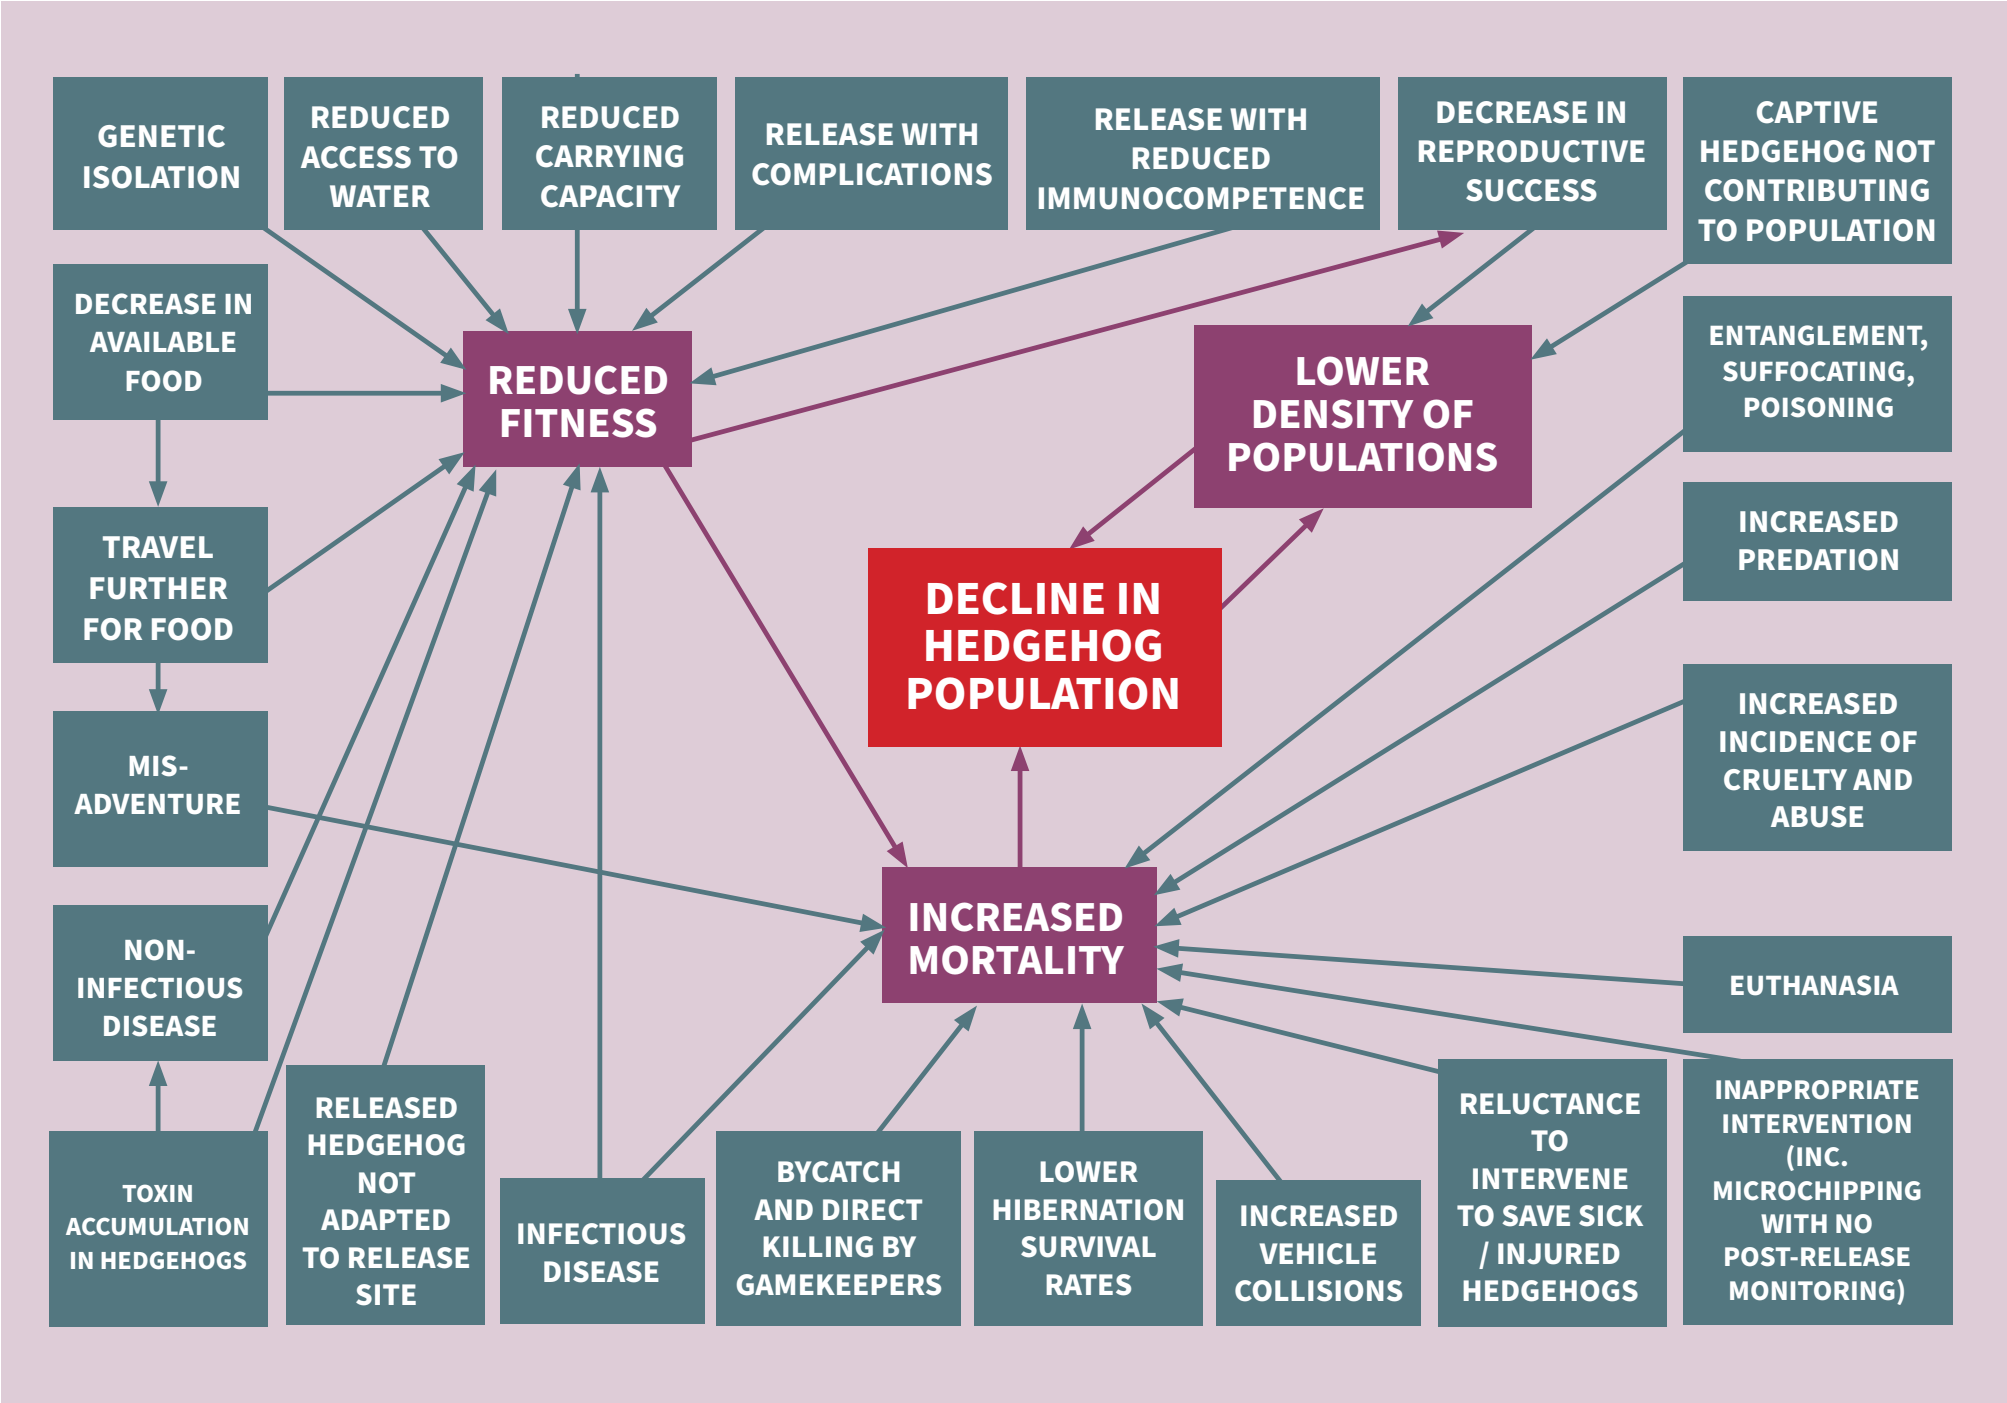 GENETIC
ISOLATION
REDUCED
ACCESS TO
WATER
REDUCED
CARRYING
CAPACITY
RELEASE WITH
COMPLICATIONS
RELEASE WITH
REDUCED
IMMUNOCOMPETENCE
DECREASE IN
REPRODUCTIVE
SUCCESS
CAPTIVE
HEDGEHOG NOT
CONTRIBUTING
TO POPULATION
DECREASE IN
AVAILABLE
FOOD
REDUCED
FITNESS
LOWER
DENSITY OF
POPULATIONS
ENTANGLEMENT,
SUFFOCATING,
POISONING
TRAVEL
FURTHER
FOR FOOD
DECLINE IN
HEDGEHOG
POPULATION
INCREASED
PREDATION
MIS-
ADVENTURE
INCREASED
INCIDENCE OF
CRUELTY AND
ABUSE
NON-
INFECTIOUS
DISEASE
INCREASED
MORTALITY
EUTHANASIA
TOXIN
ACCUMULATION
IN HEDGEHOGS
RELEASED
HEDGEHOG
NOT
ADAPTED
TO RELEASE
SITE
INFECTIOUS
DISEASE
BYCATCH
AND DIRECT
KILLING BY
GAMEKEEPERS
LOWER
HIBERNATION
SURVIVAL
RATES
INCREASED
VEHICLE
COLLISIONS
RELUCTANCE
TO
INTERVENE
TO SAVE SICK
/ INJURED
HEDGEHOGS
INAPPROPRIATE
INTERVENTION
(INC.
MICROCHIPPING
WITH NO
POST-RELEASE
MONITORING)